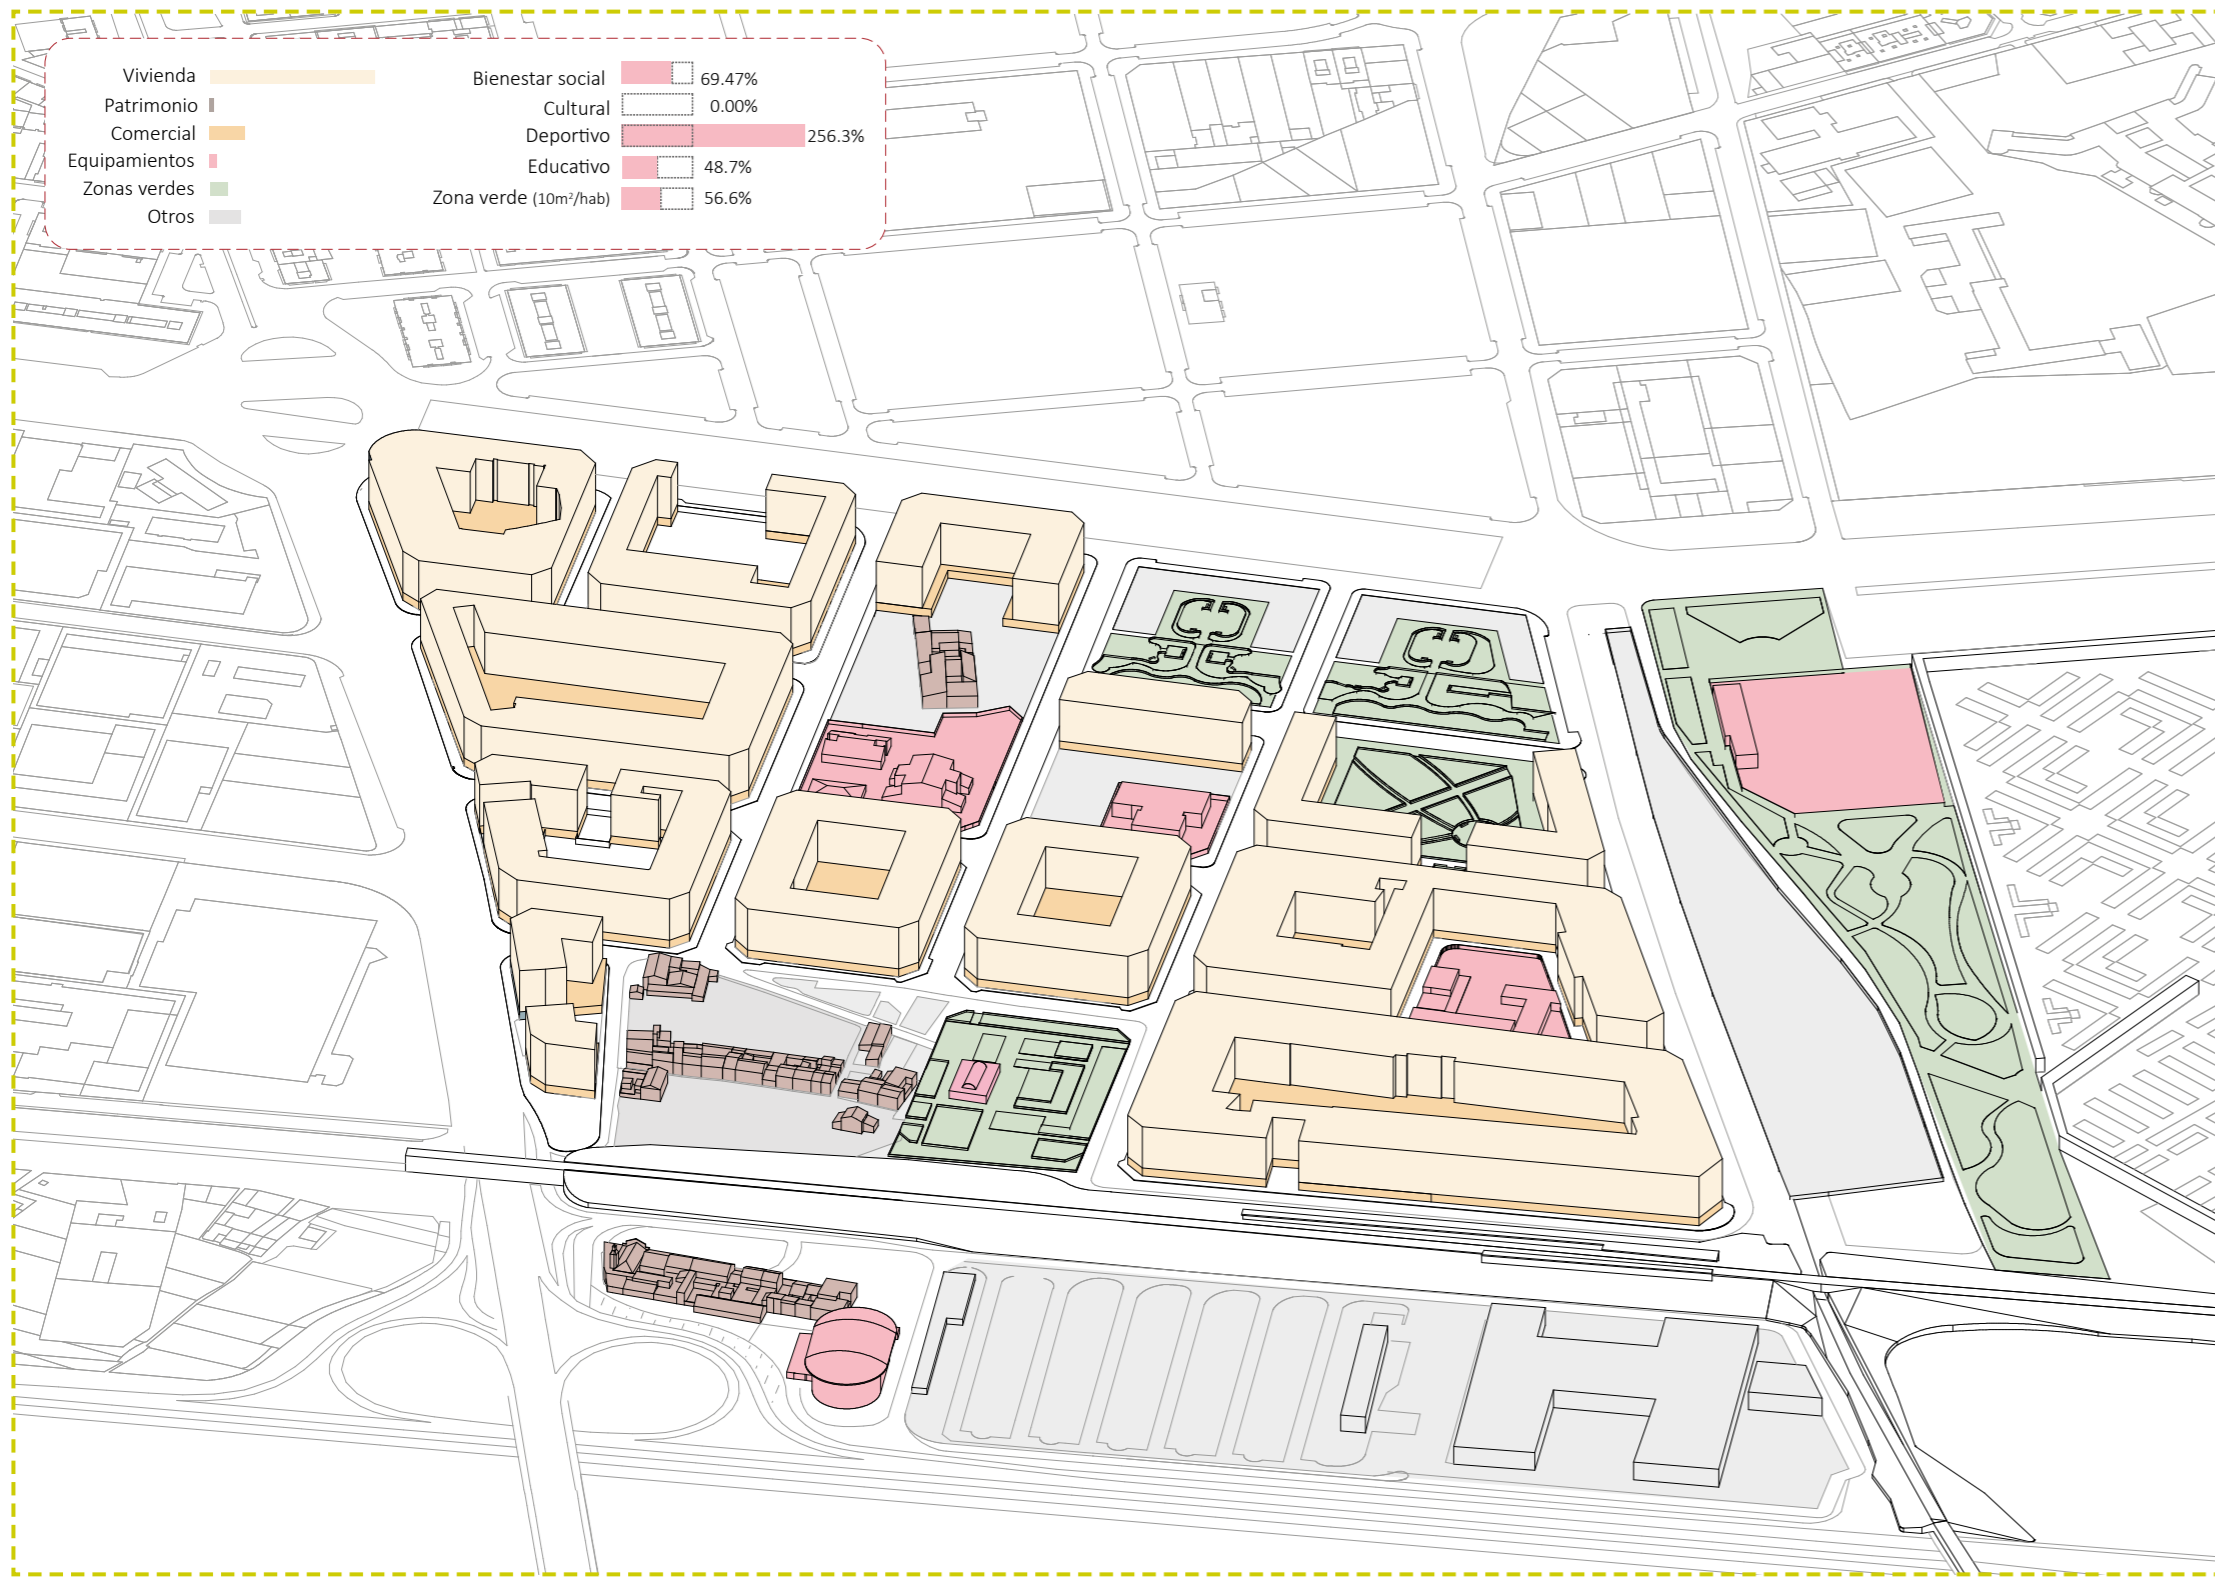 Vivienda
Patrimonio
Comercial
Equipamientos
Zonas verdes
Otros
Bienestar social 69.47%
Cultural 0.00%
Deportivo 256.3%
Educativo 48.7%
Zona verde (10m²/hab) 56.6%